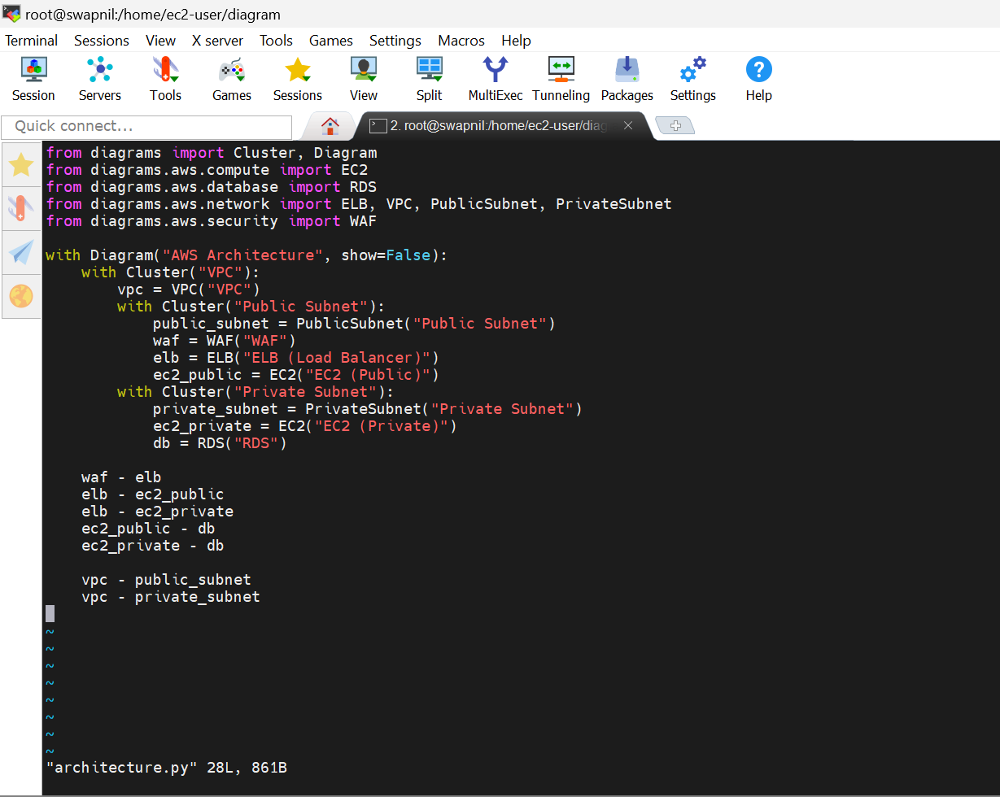 root@swapnil:/home/ec2-user/diagram
Terminal Sessions View X server Tools Games Settings Macros Help
Session Servers Tools Games Sessions View Split MultiExec Tunneling Packages Settings Help
Quick connect...
2. root@swapnil:/home/ec2-user/diag
from diagrams import Cluster, Diagram
from diagrams.aws.compute import EC2
from diagrams.aws.database import RDS
from diagrams.aws.network import ELB, VPC, PublicSubnet, PrivateSubnet
from diagrams.aws.security import WAF
with Diagram("AWS Architecture", show=False):
    with Cluster("VPC"):
        vpc = VPC("VPC")
        with Cluster("Public Subnet"):
            public_subnet = PublicSubnet("Public Subnet")
            waf = WAF("WAF")
            elb = ELB("ELB (Load Balancer)")
            ec2_public = EC2("EC2 (Public)")
        with Cluster("Private Subnet"):
            private_subnet = PrivateSubnet("Private Subnet")
            ec2_private = EC2("EC2 (Private)")
            db = RDS("RDS")
    waf - elb
    elb - ec2_public
    elb - ec2_private
    ec2_public - db
    ec2_private - db
    vpc - public_subnet
    vpc - private_subnet
~
~
~
~
~
~
~
~
"architecture.py" 28L, 861B